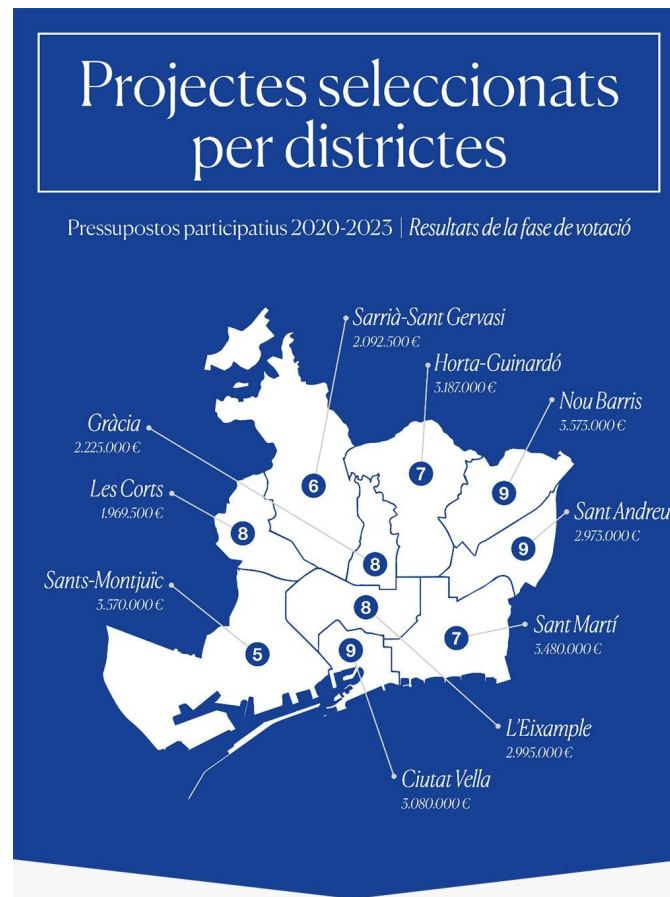 Projectes seleccionats
per districtes
Pressupostos participatius 2020-2023 | Resultats de la fase de votació
Sarrià-Sant Gervasi
2.092.500 €
Horta-Guinardó
3.187.000 €
Nou Barris
3.573.000 €
Gràcia
2.225.000 €
Les Corts
1.969.500 €
Sant Andreu
2.973.000 €
Sants-Montjuïc
3.570.000 €
Sant Martí
3.480.000 €
L'Eixample
2.995.000 €
Ciutat Vella
3.080.000 €
6
7
9
8
9
8
8
7
5
9